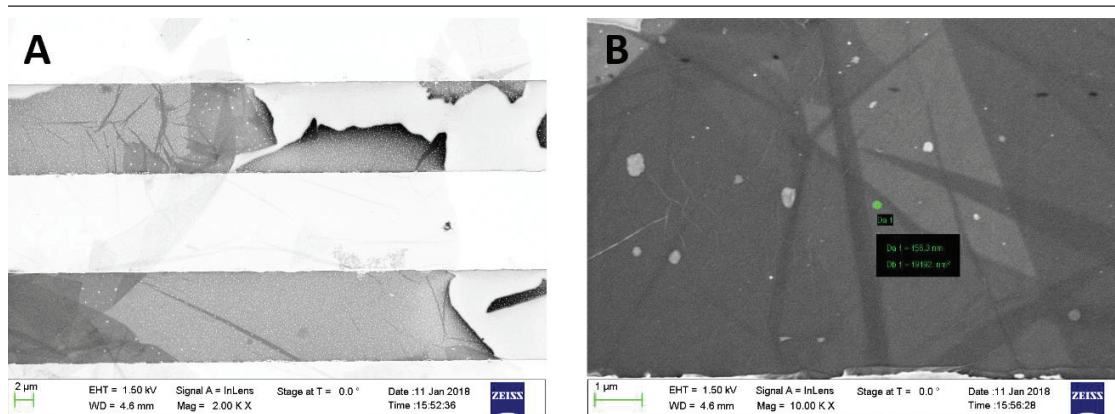 A
B
Da 1
Da 1 = 156.3 nm
Db 1 = 19192. nm²
2 µm
EHT = 1.50 kV
Signal A = InLens
Stage at T = 0.0 °
Date :11 Jan 2018
WD = 4.6 mm
Mag = 2.00 K X
Time :15:52:36
ZEISS
1 µm
EHT = 1.50 kV
Signal A = InLens
Stage at T = 0.0 °
Date :11 Jan 2018
WD = 4.6 mm
Mag = 10.00 K X
Time :15:56:28
ZEISS